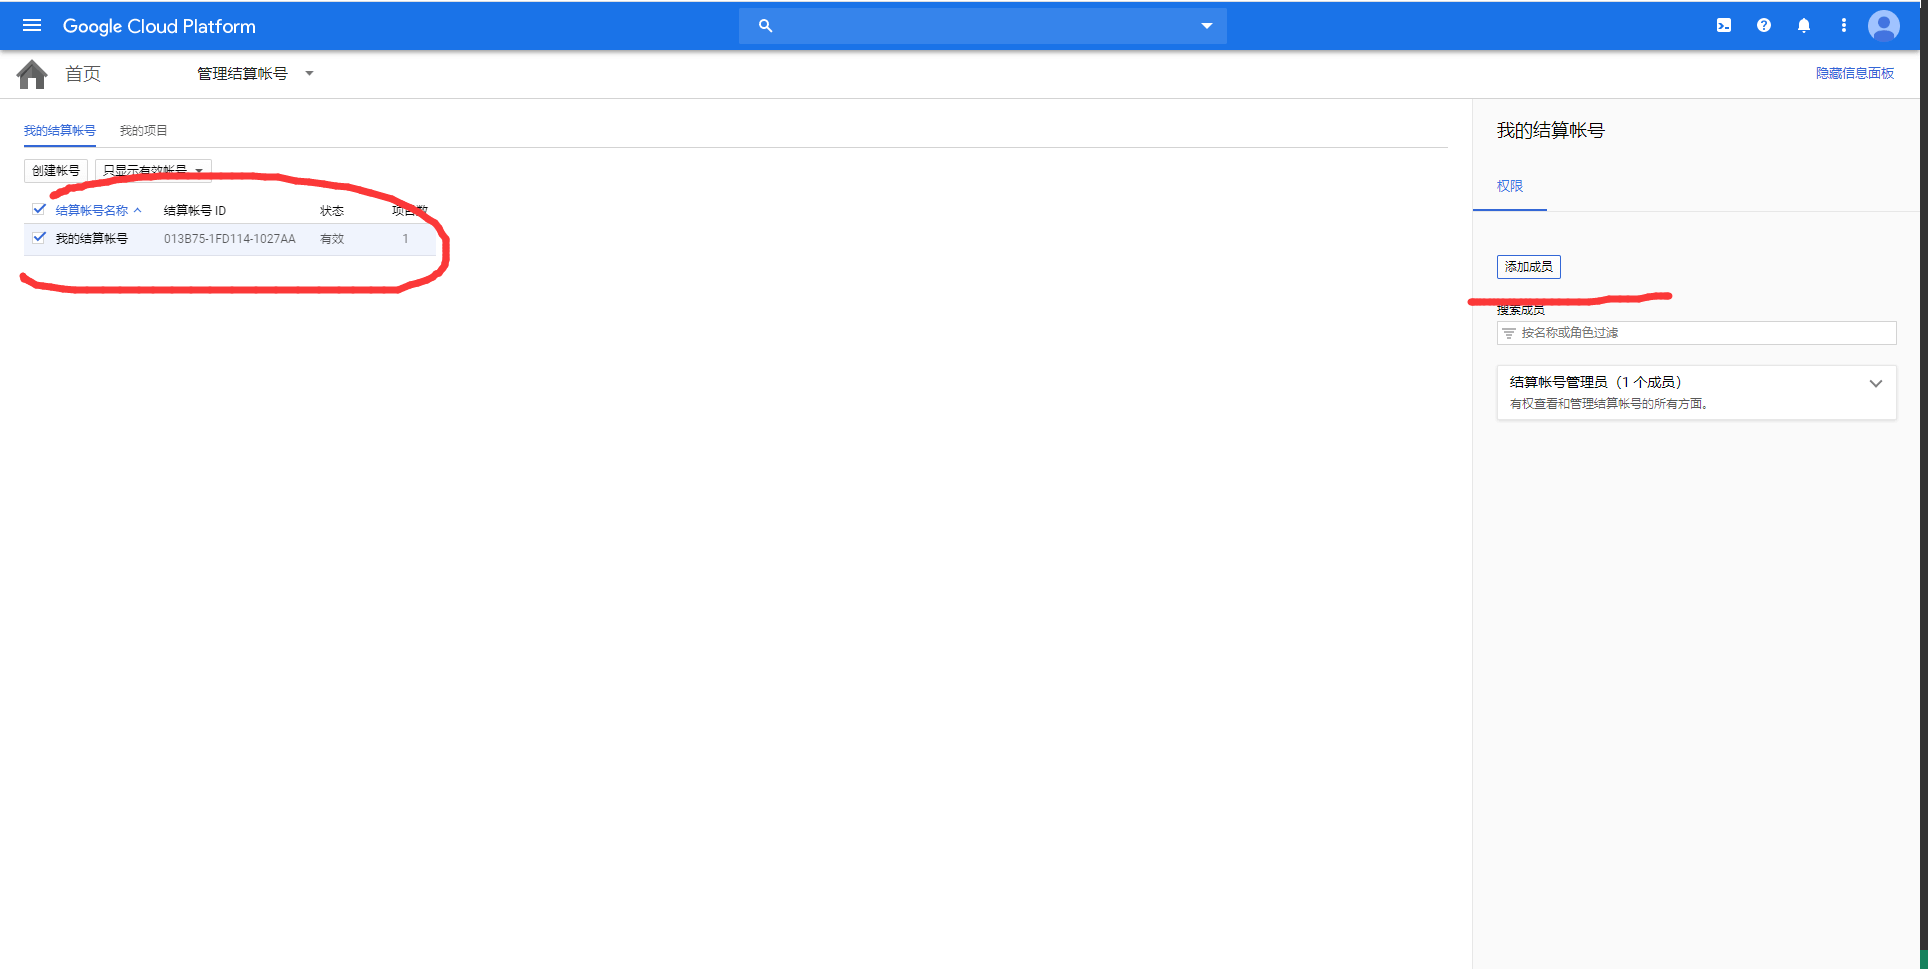 Google Cloud Platform
首页 管理结算帐号 隐藏信息面板
我的结算帐号 我的项目
创建帐号 只显示有效帐号
结算帐号名称 结算帐号 ID 状态 项目数
我的结算帐号 013B75-1FD114-1027AA 有效 1
我的结算帐号
权限
添加成员
搜索成员
按名称或角色过滤
结算帐号管理员（1 个成员）
有权查看和管理结算帐号的所有方面。